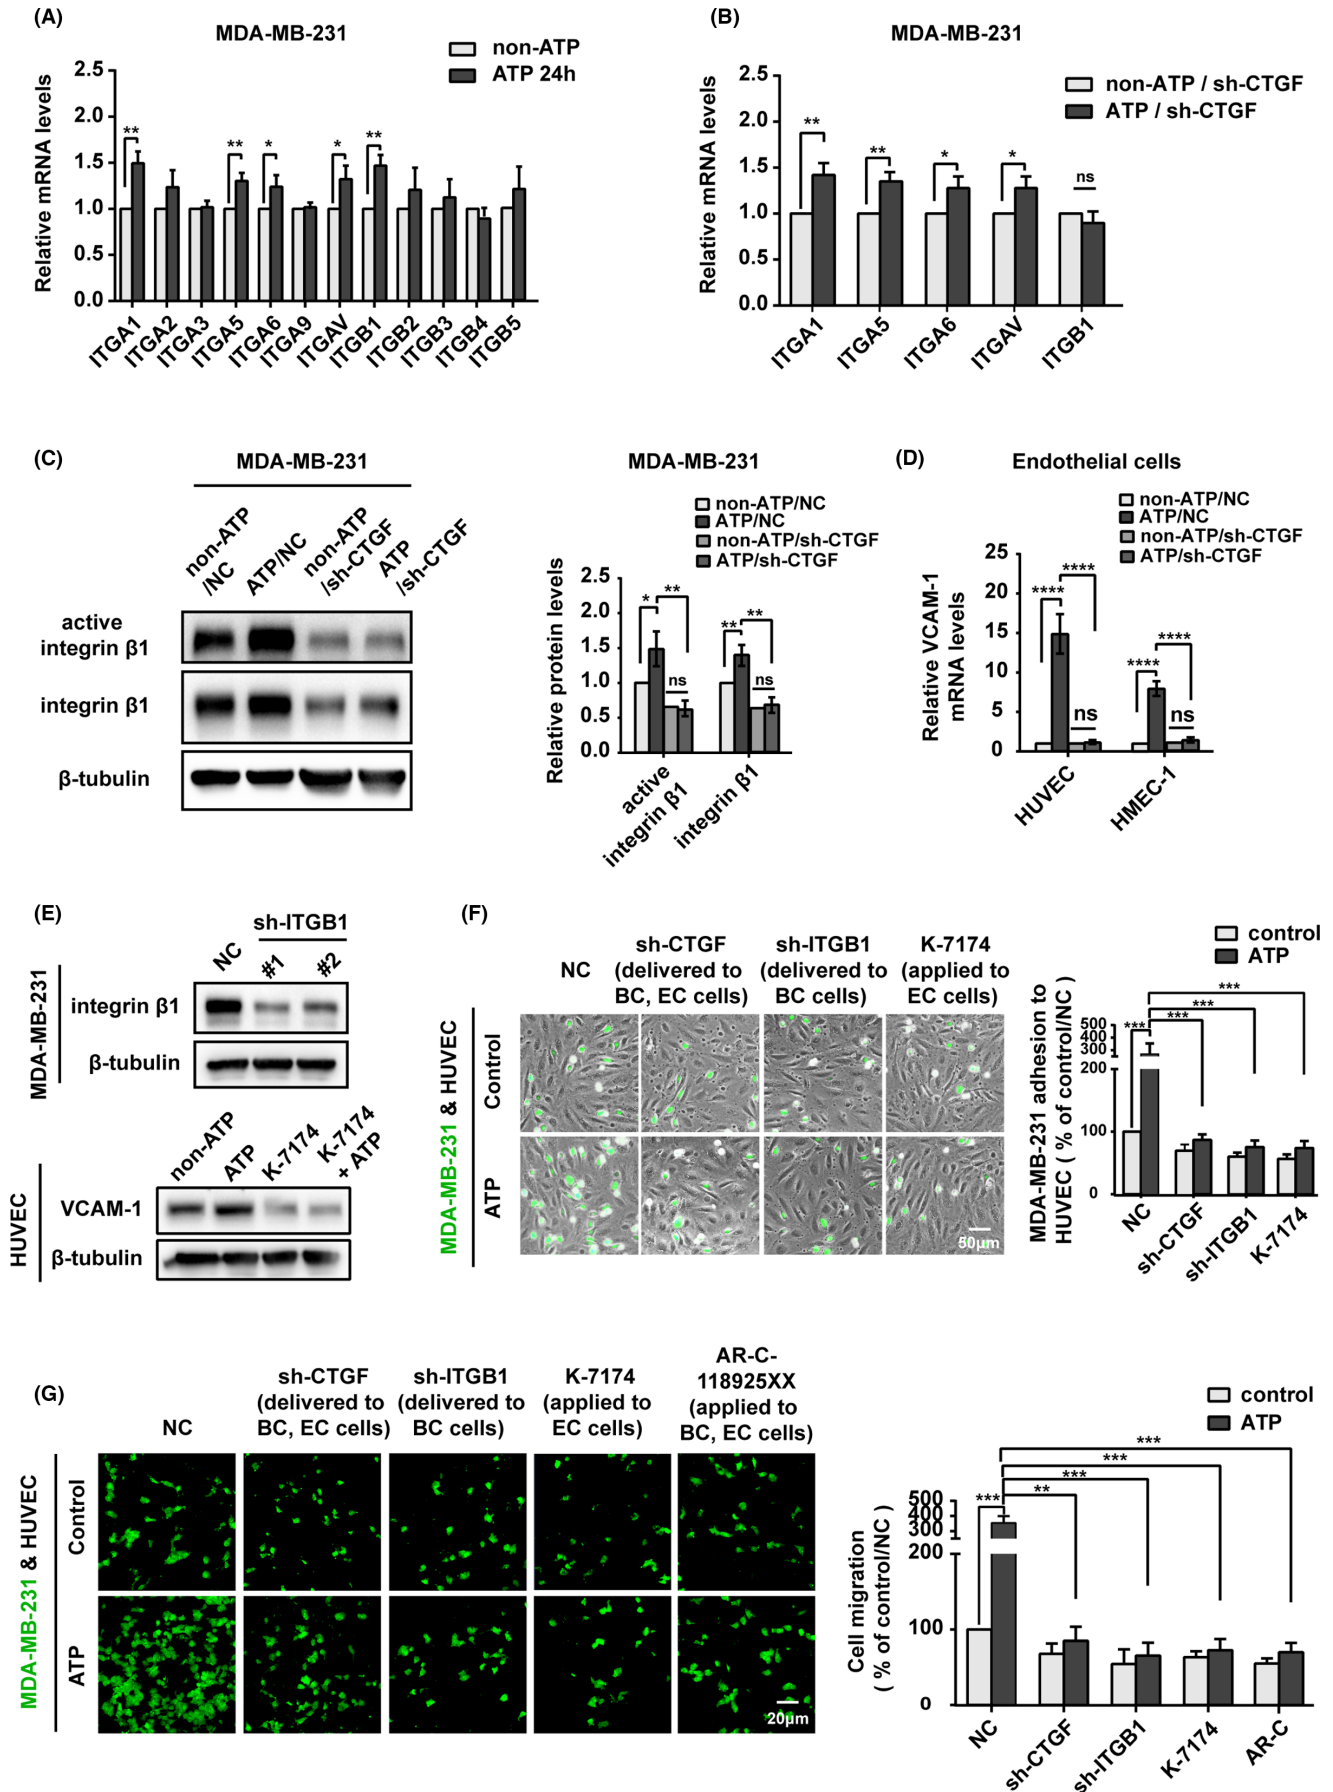 (A)
MDA-MB-231
non-ATP
ATP 24h
Relative mRNA levels
2.5
2.0
1.5
1.0
0.5
0.0
**
**
*
*
**
ITGA1
ITGA2
ITGA3
ITGA5
ITGA6
ITGA9
ITGAV
ITGB1
ITGB2
ITGB3
ITGB4
ITGB5
(B)
MDA-MB-231
non-ATP / sh-CTGF
ATP / sh-CTGF
Relative mRNA levels
2.5
2.0
1.5
1.0
0.5
0.0
**
**
*
*
ns
ITGA1
ITGA5
ITGA6
ITGAV
ITGB1
(C)
MDA-MB-231
non-ATP
/NC
ATP/NC
non-ATP
/sh-CTGF
ATP
/sh-CTGF
active
integrin β1
integrin β1
β-tubulin
MDA-MB-231
non-ATP/NC
ATP/NC
non-ATP/sh-CTGF
ATP/sh-CTGF
Relative protein levels
2.5
2.0
1.5
1.0
0.5
0.0
*
**
ns
**
**
ns
active
integrin β1
integrin β1
(D)
Endothelial cells
non-ATP/NC
ATP/NC
non-ATP/sh-CTGF
ATP/sh-CTGF
Relative VCAM-1
mRNA levels
25
20
15
10
5
0
****
****
ns
****
****
ns
HUVEC
HMEC-1
(E)
sh-ITGB1
NC
#1
#2
MDA-MB-231
integrin β1
β-tubulin
non-ATP
ATP
K-7174
K-7174
+ ATP
HUVEC
VCAM-1
β-tubulin
(F)
NC
sh-CTGF
(delivered to
BC, EC cells)
sh-ITGB1
(delivered to
BC cells)
K-7174
(applied to
EC cells)
MDA-MB-231 & HUVEC
Control
ATP
50μm
control
ATP
MDA-MB-231 adhesion to
HUVEC ( % of control/NC )
500
400
300
200
100
0
***
***
***
***
NC
sh-CTGF
sh-ITGB1
K-7174
(G)
NC
sh-CTGF
(delivered to
BC, EC cells)
sh-ITGB1
(delivered to
BC cells)
K-7174
(applied to
EC cells)
AR-C-
118925XX
(applied to
BC, EC cells)
MDA-MB-231 & HUVEC
Control
ATP
20μm
control
ATP
Cell migration
( % of control/NC )
500
400
300
200
100
0
***
**
***
***
***
NC
sh-CTGF
sh-ITGB1
K-7174
AR-C